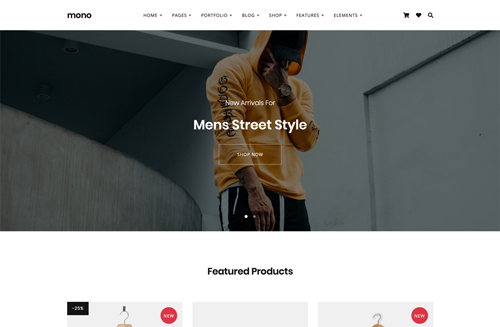 mono
HOME PAGES PORTFOLIO BLOG SHOP FEATURES ELEMENTS
New Arrivals For
Mens Street Style
SHOP NOW
Featured Products
-25% NEW NEW